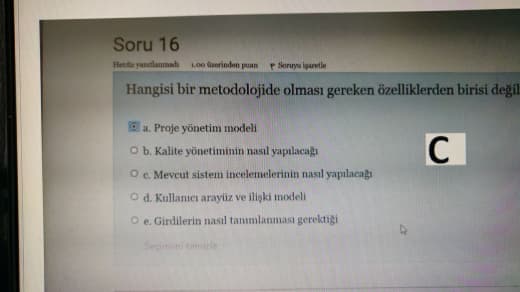 Soru 16
Henüz yanıtlanmadı 1,00 üzerinden puan Soruyu işaretle
Hangisi bir metodolojide olması gereken özelliklerden birisi değil
a. Proje yönetim modeli
b. Kalite yönetiminin nasıl yapılacağı
C
c. Mevcut sistem incelemelerinin nasıl yapılacağı
d. Kullanıcı arayüz ve ilişki modeli
e. Girdilerin nasıl tanımlanması gerektiği
Seçimimi temizle